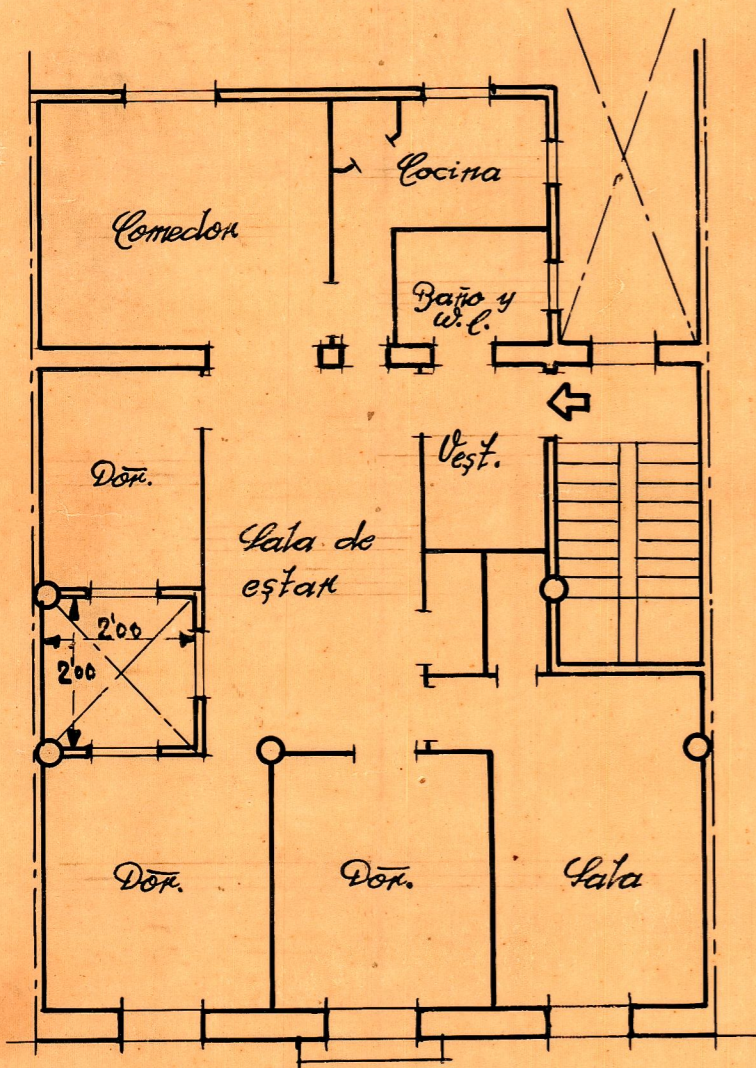 Comedor
Cocina
Baño y
W.C.
Dor.
Vest.
Sala de
estar
2'00
2'00
Dor.
Dor.
Sala